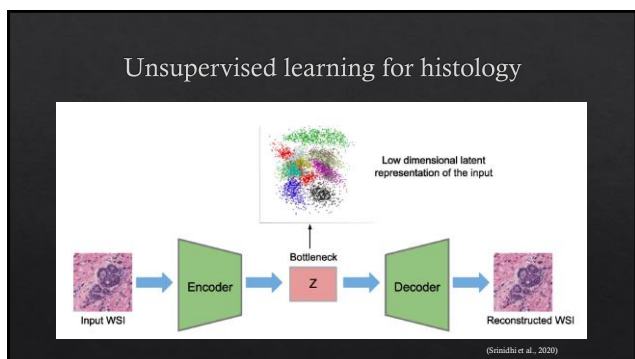 Unsupervised learning for histology
Low dimensional latent
representation of the input
Bottleneck
Encoder
Z
Decoder
Input WSI
Reconstructed WSI
(Srinidhi et al., 2020)